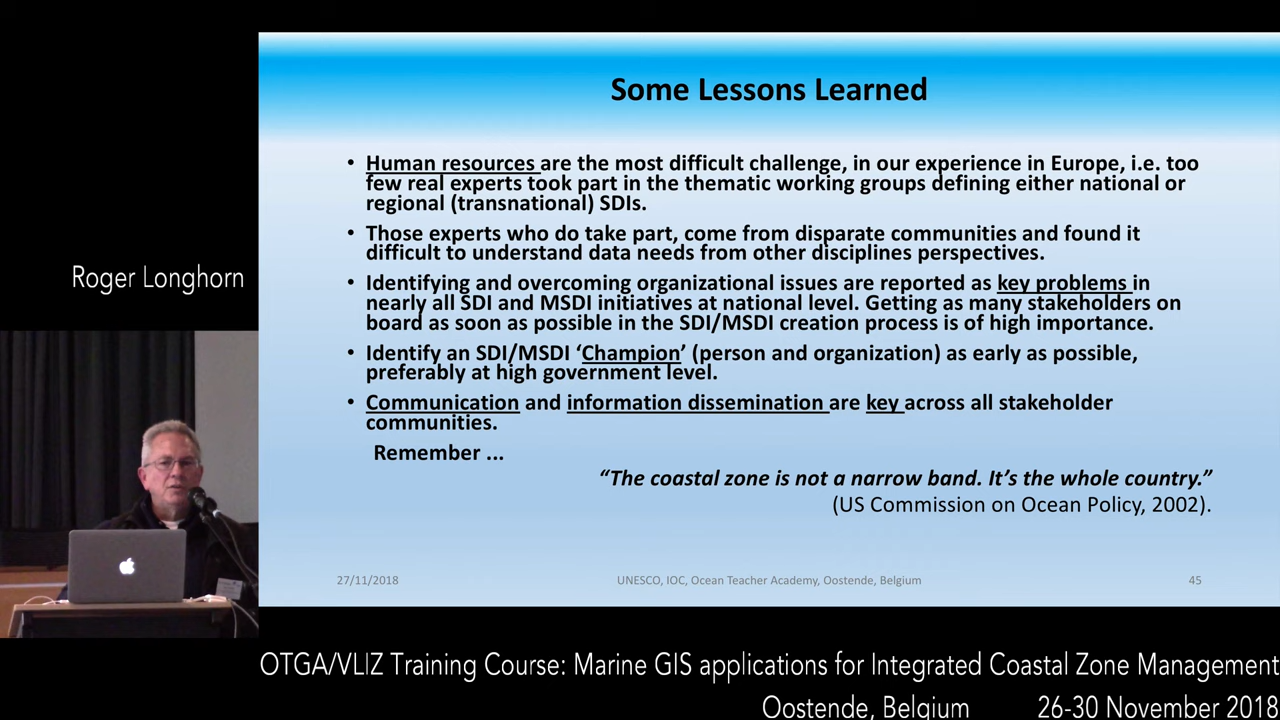 Some Lessons Learned
• Human resources are the most difficult challenge, in our experience in Europe, i.e. too
few real experts took part in the thematic working groups defining either national or
regional (transnational) SDIs.
• Those experts who do take part, come from disparate communities and found it
difficult to understand data needs from other disciplines perspectives.
• Identifying and overcoming organizational issues are reported as key problems in
nearly all SDI and MSDI initiatives at national level. Getting as many stakeholders on
board as soon as possible in the SDI/MSDI creation process is of high importance.
• Identify an SDI/MSDI ‘Champion’ (person and organization) as early as possible,
preferably at high government level.
• Communication and information dissemination are key across all stakeholder
communities.
Remember ...
“The coastal zone is not a narrow band. It’s the whole country.”
(US Commission on Ocean Policy, 2002).
27/11/2018 UNESCO, IOC, Ocean Teacher Academy, Oostende, Belgium 45
Roger Longhorn
OTGA/VLIZ Training Course: Marine GIS applications for Integrated Coastal Zone Management
Oostende, Belgium 26-30 November 2018